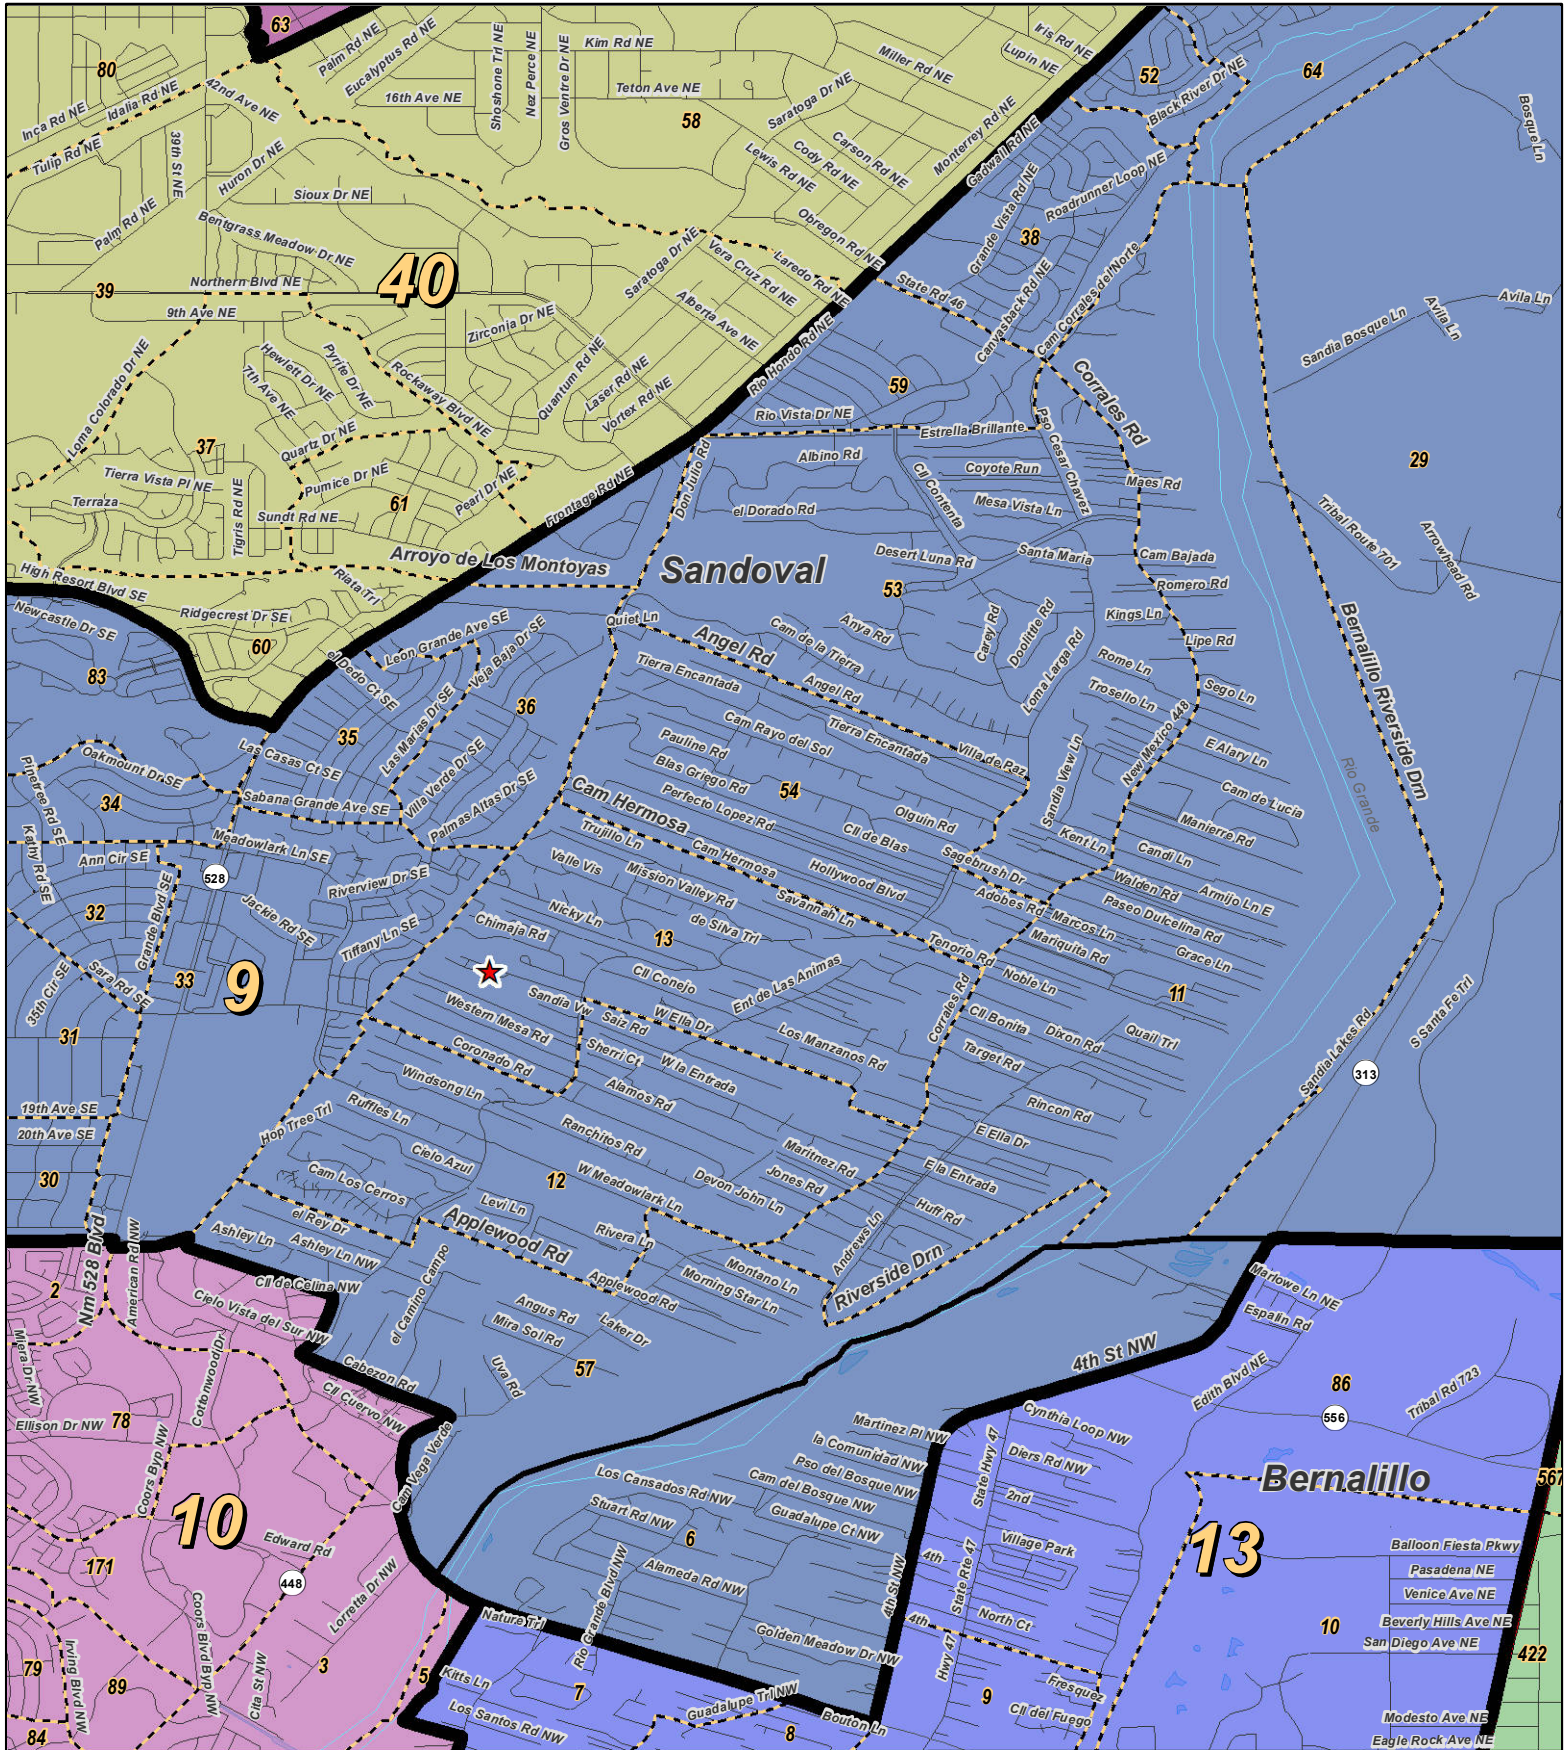 63
Palm Rd NE
Eucalyptus Rd NE
Shoshone Trl NE
Nez Perce NE
Gros Ventre Dr NE
Kim Rd NE
Miller Rd NE
Iris Rd NE
Lupin NE
52
64
80
Inca Rd NE
Idalia Rd NE
42nd Ave NE
16th Ave NE
Teton Ave NE
Saratoga Dr NE
Black River Dr NE
Bosque Ln
Tulip Rd NE
39th St NE
Huron Dr NE
58
Lewis Rd NE
Cody Rd NE
Carson Rd NE
Monterrey Rd NE
Gadwall Rd NE
Sioux Dr NE
Palm Rd NE
Bentgrass Meadow Dr NE
Obregon Rd NE
Grande Vista Rd NE
Roadrunner Loop NE
38
40
39
Northern Blvd NE
9th Ave NE
Saratoga Dr NE
Vera Cruz Rd NE
Laredo Rd NE
Alberta Ave NE
State Rd 46
Canvasback Rd NE
Cam Corrales del Norte
Avila Ln
Avila Ln
Sandia Bosque Ln
Loma Colorado Dr NE
Zirconia Dr NE
Hewlett Dr NE
Pyrite Dr NE
7th Ave NE
Rockaway Blvd NE
Quantum Rd NE
Laser Rd NE
Vortex Rd NE
Rio Hondo Rd NE
59
Corrales Rd
37
Quartz Dr NE
Rio Vista Dr NE
Estrella Brillante
Pso Cesar Chavez
Tierra Vista Pl NE
Terraza
Tigris Rd NE
Pumice Dr NE
61
Pearl Dr NE
Sundt Rd NE
Frontage Rd NE
Don Julio Rd
Albino Rd
Cll Contenta
Coyote Run
Mesa Vista Ln
Maes Rd
29
el Dorado Rd
Tribal Route 701
Arrowhead Rd
Arroyo de Los Montoyas
Sandoval
Desert Luna Rd
Santa Maria
Cam Bajada
53
Romero Rd
High Resort Blvd SE
Riata Trl
Newcastle Dr SE
Ridgecrest Dr SE
60
Leon Grande Ave SE
Veja Baja Dr SE
Quiet Ln
Angel Rd
Cam de la Tierra
Anya Rd
Carey Rd
Doolittle Rd
Kings Ln
Lipe Rd
Bernalillo Riverside Drn
83
el Dedo Ct SE
Tierra Encantada
Angel Rd
Loma Larga Rd
Rome Ln
Trosello Ln
Sego Ln
35
36
Las Marias Dr SE
Cam Rayo del Sol
Tierra Encantada
Villa de Paz
New Mexico 448
E Alary Ln
Oakmount Dr SE
Las Casas Ct SE
Villa Verde Dr SE
Pauline Rd
Blas Griego Rd
54
Sandia View Ln
Rio Grande
Pinetree Rd SE
34
Sabana Grande Ave SE
Palmas Altas Dr SE
Cam Hermosa
Perfecto Lopez Rd
Olguin Rd
Cam de Lucia
Manierre Rd
Kathy Rd SE
Ann Cir SE
Meadowlark Ln SE
528
Trujillo Ln
Cam Hermosa
Cll de Blas
Sagebrush Dr
Kent Ln
Candi Ln
Valle Vis
Mission Valley Rd
Hollywood Blvd
Walden Rd
Armijo Ln E
Riverview Dr SE
Savannah Ln
Adobes Rd
Marcos Ln
Paseo Dulcelina Rd
32
Grande Blvd SE
Jackie Rd SE
Tiffany Ln SE
Chimaja Rd
Nicky Ln
de Silva Trl
13
Tenorio Rd
Mariquita Rd
Grace Ln
35th Cir SE
Sara Rd SE
33
9
Cll Conejo
Ent de Las Animas
Noble Ln
11
31
Western Mesa Rd
Sandia Vw
Saiz Rd
W Ella Dr
Los Manzanos Rd
Corrales Rd
Cll Bonita
Dixon Rd
Quail Trl
Sandia Lakes Rd
S Santa Fe Trl
Coronado Rd
Sherri Ct
W la Entrada
Target Rd
313
19th Ave SE
20th Ave SE
Windsong Ln
Alamos Rd
Rincon Rd
Hop Tree Trl
Ruffles Ln
Ranchitos Rd
E Ella Dr
30
Cielo Azul
Cam Los Cerros
12
W Meadowlark Ln
Devon John Ln
Maritnez Rd
Jones Rd
E la Entrada
el Rey Dr
Levi Ln
Applewood Rd
Rivera Ln
Huff Rd
Andrews Ln
Nm 528 Blvd
American Rd NW
Ashley Ln
Ashley Ln NW
el Camino Campo
Montano Ln
Morning Star Ln
Riverside Drn
2
Cll de Celina NW
Applewood Rd
Marlowe Ln NE
Cielo Vista del Sur NW
Angus Rd
Mira Sol Rd
Laker Dr
Espalin Rd
Miera Dr NW
Cottonwood Dr
Cabezon Rd
Uva Rd
57
4th St NW
Edith Blvd NE
86
Tribal Rd 723
Cll Cuervo NW
Ellison Dr NW
78
Coors Byp NW
Cam Vega Verde
Martinez Pl NW
la Comunidad NW
Cynthia Loop NW
556
Diers Rd NW
Los Cansados Rd NW
Pso del Bosque NW
Cam del Bosque NW
State Hwy 47
Bernalillo
567
10
Stuart Rd NW
Guadalupe Ct NW
2nd
Edward Rd
6
Village Park
13
171
Alameda Rd NW
4th
Balloon Fiesta Pkwy
448
Lorretta Dr NW
Rio Grande Blvd NW
4th St NW
State Rte 47
Pasadena NE
Venice Ave NE
Nature Trl
4th
North Ct
Beverly Hills Ave NE
Coors Blvd Byp NW
Golden Meadow Dr NW
10
San Diego Ave NE
Irving Blvd NW
79
3
5
Hwy 47
422
89
Cita St NW
Kitts Ln
7
Guadalupe Trl NW
9
Fresquez
Los Santos Rd NW
8
Bouton Ln
Cll del Fuego
Modesto Ave NE
84
Eagle Rock Ave NE